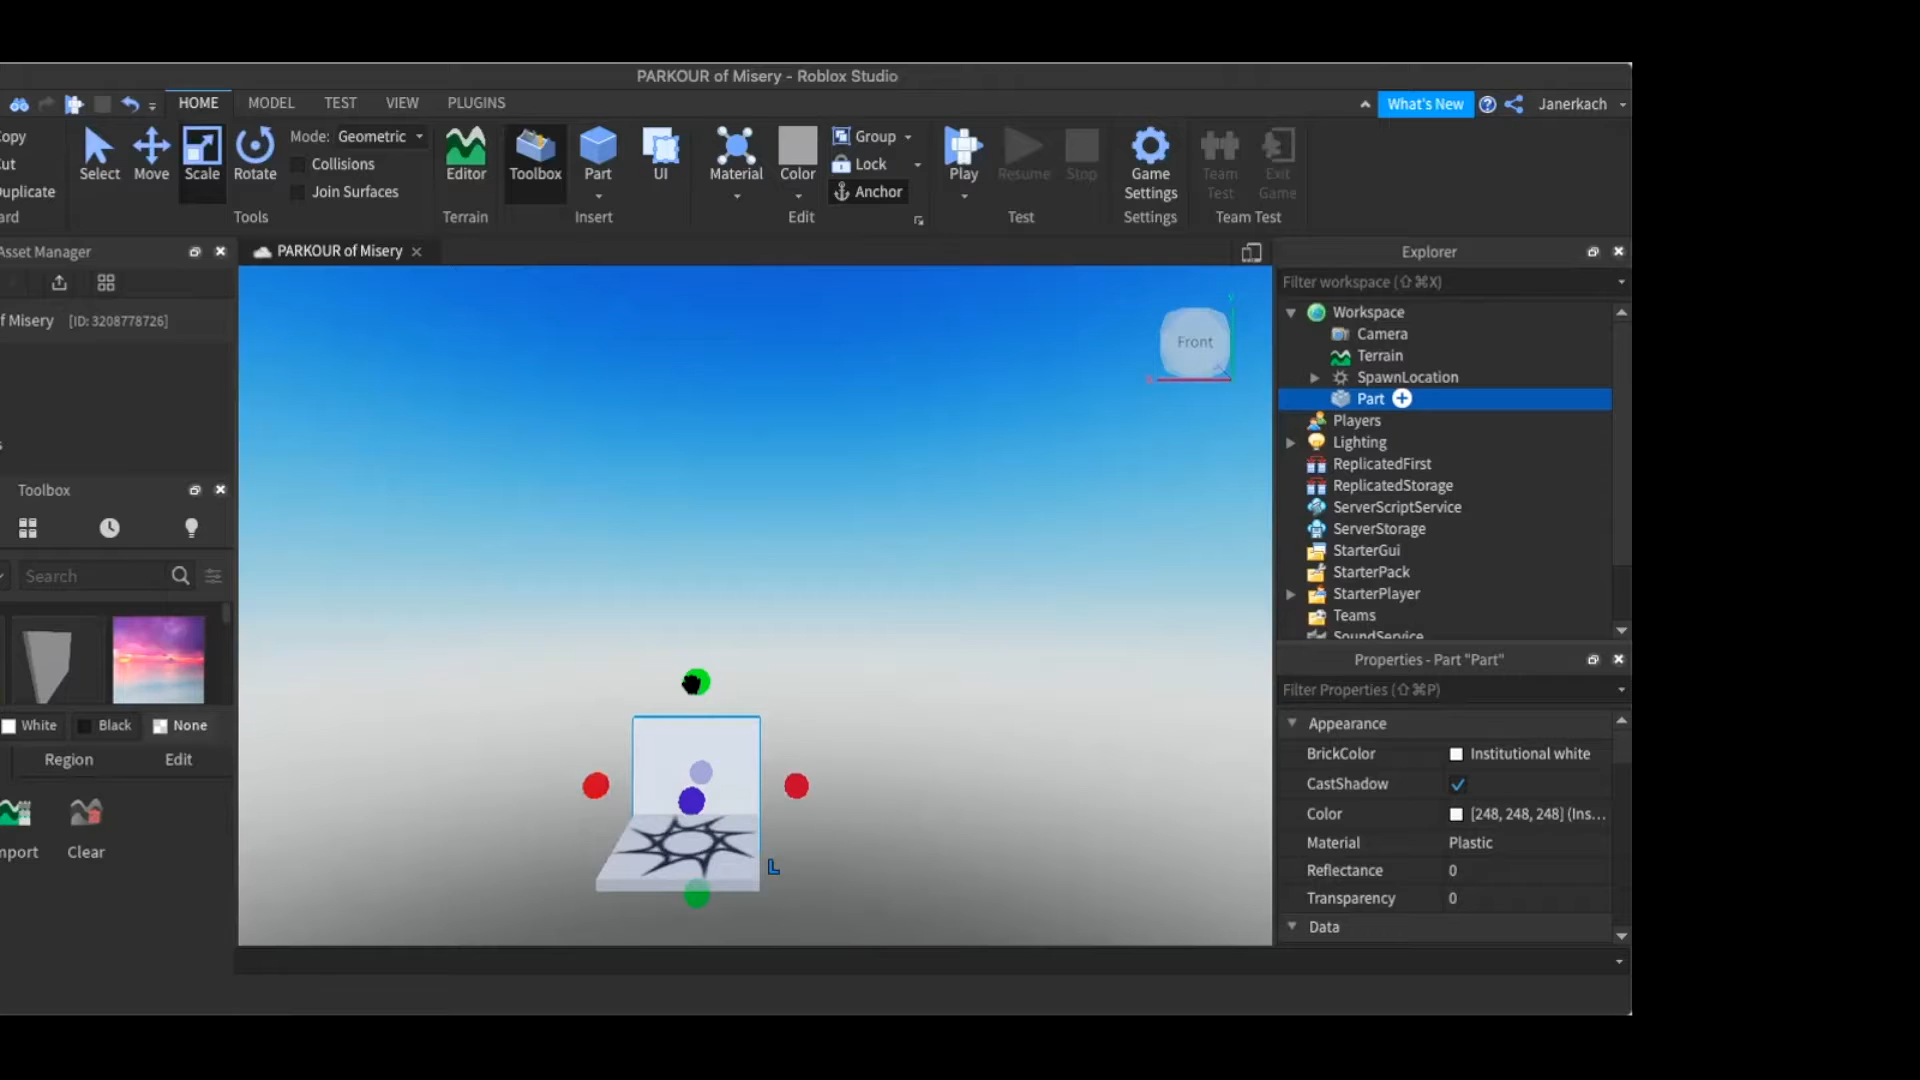 PARKOUR of Misery - Roblox Studio
HOME MODEL TEST VIEW PLUGINS
What's New
Janerkach
opy
ut
uplicate
ard
Select Move Scale Rotate
Mode: Geometric
Collisions
Join Surfaces
Tools
Editor
Terrain
Toolbox Part UI
Insert
Material Color
Group
Lock
Anchor
Edit
Play Resume Stop
Test
Game Settings
Settings
Team Test
Exit Game
Team Test
Asset Manager
PARKOUR of Misery
f Misery [ID: 3208778726]
s
Toolbox
Search
White Black None
Region Edit
mport Clear
Front
Y
L
Explorer
Filter workspace (⇧⌘X)
Workspace
Camera
Terrain
SpawnLocation
Part
Players
Lighting
ReplicatedFirst
ReplicatedStorage
ServerScriptService
ServerStorage
StarterGui
StarterPack
StarterPlayer
Teams
SoundService
Properties - Part "Part"
Filter Properties (⇧⌘P)
Appearance
BrickColor Institutional white
CastShadow
Color [248, 248, 248] (Ins...
Material Plastic
Reflectance 0
Transparency 0
Data